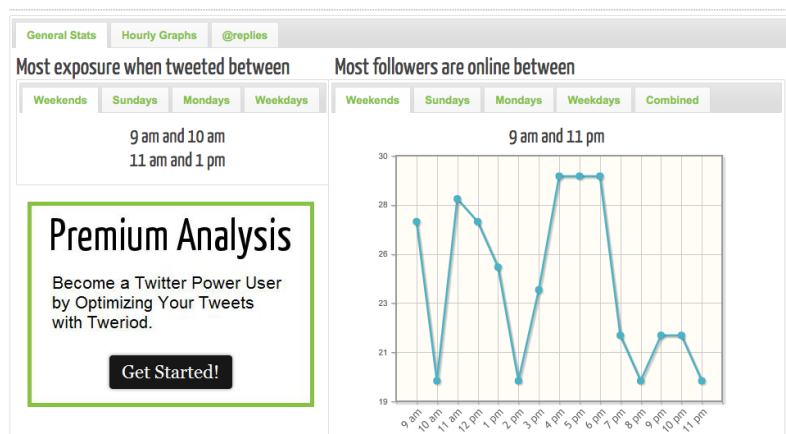 General Stats Hourly Graphs @replies
Most exposure when tweeted between
Weekends Sundays Mondays Weekdays
9 am and 10 am
11 am and 1 pm
Premium Analysis
Become a Twitter Power User
by Optimizing Your Tweets
with Tweriod.
Get Started!
Most followers are online between
Weekends Sundays Mondays Weekdays Combined
9 am and 11 pm
30
28
26
23
21
19
9 am 10 am 11 am 12 pm 1 pm 2 pm 3 pm 4 pm 5 pm 6 pm 7 pm 8 pm 9 pm 10 pm 11 pm